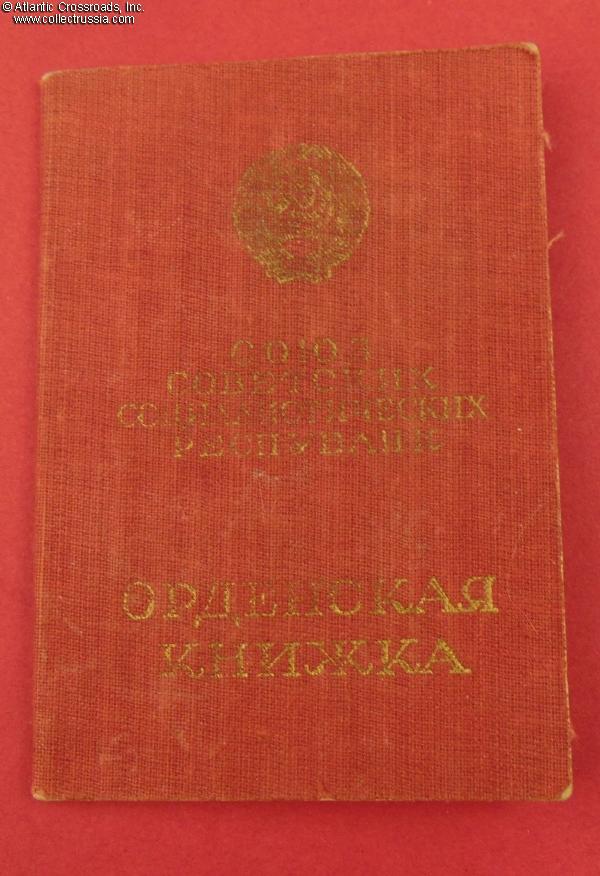 © Atlantic Crossroads, Inc.
www.collectrussia.com
СОЮЗ
СОВЕТСКИХ
СОЦИАЛИСТИЧЕСКИХ
РЕСПУБЛИК
ОРДЕНСКАЯ
КНИЖКА